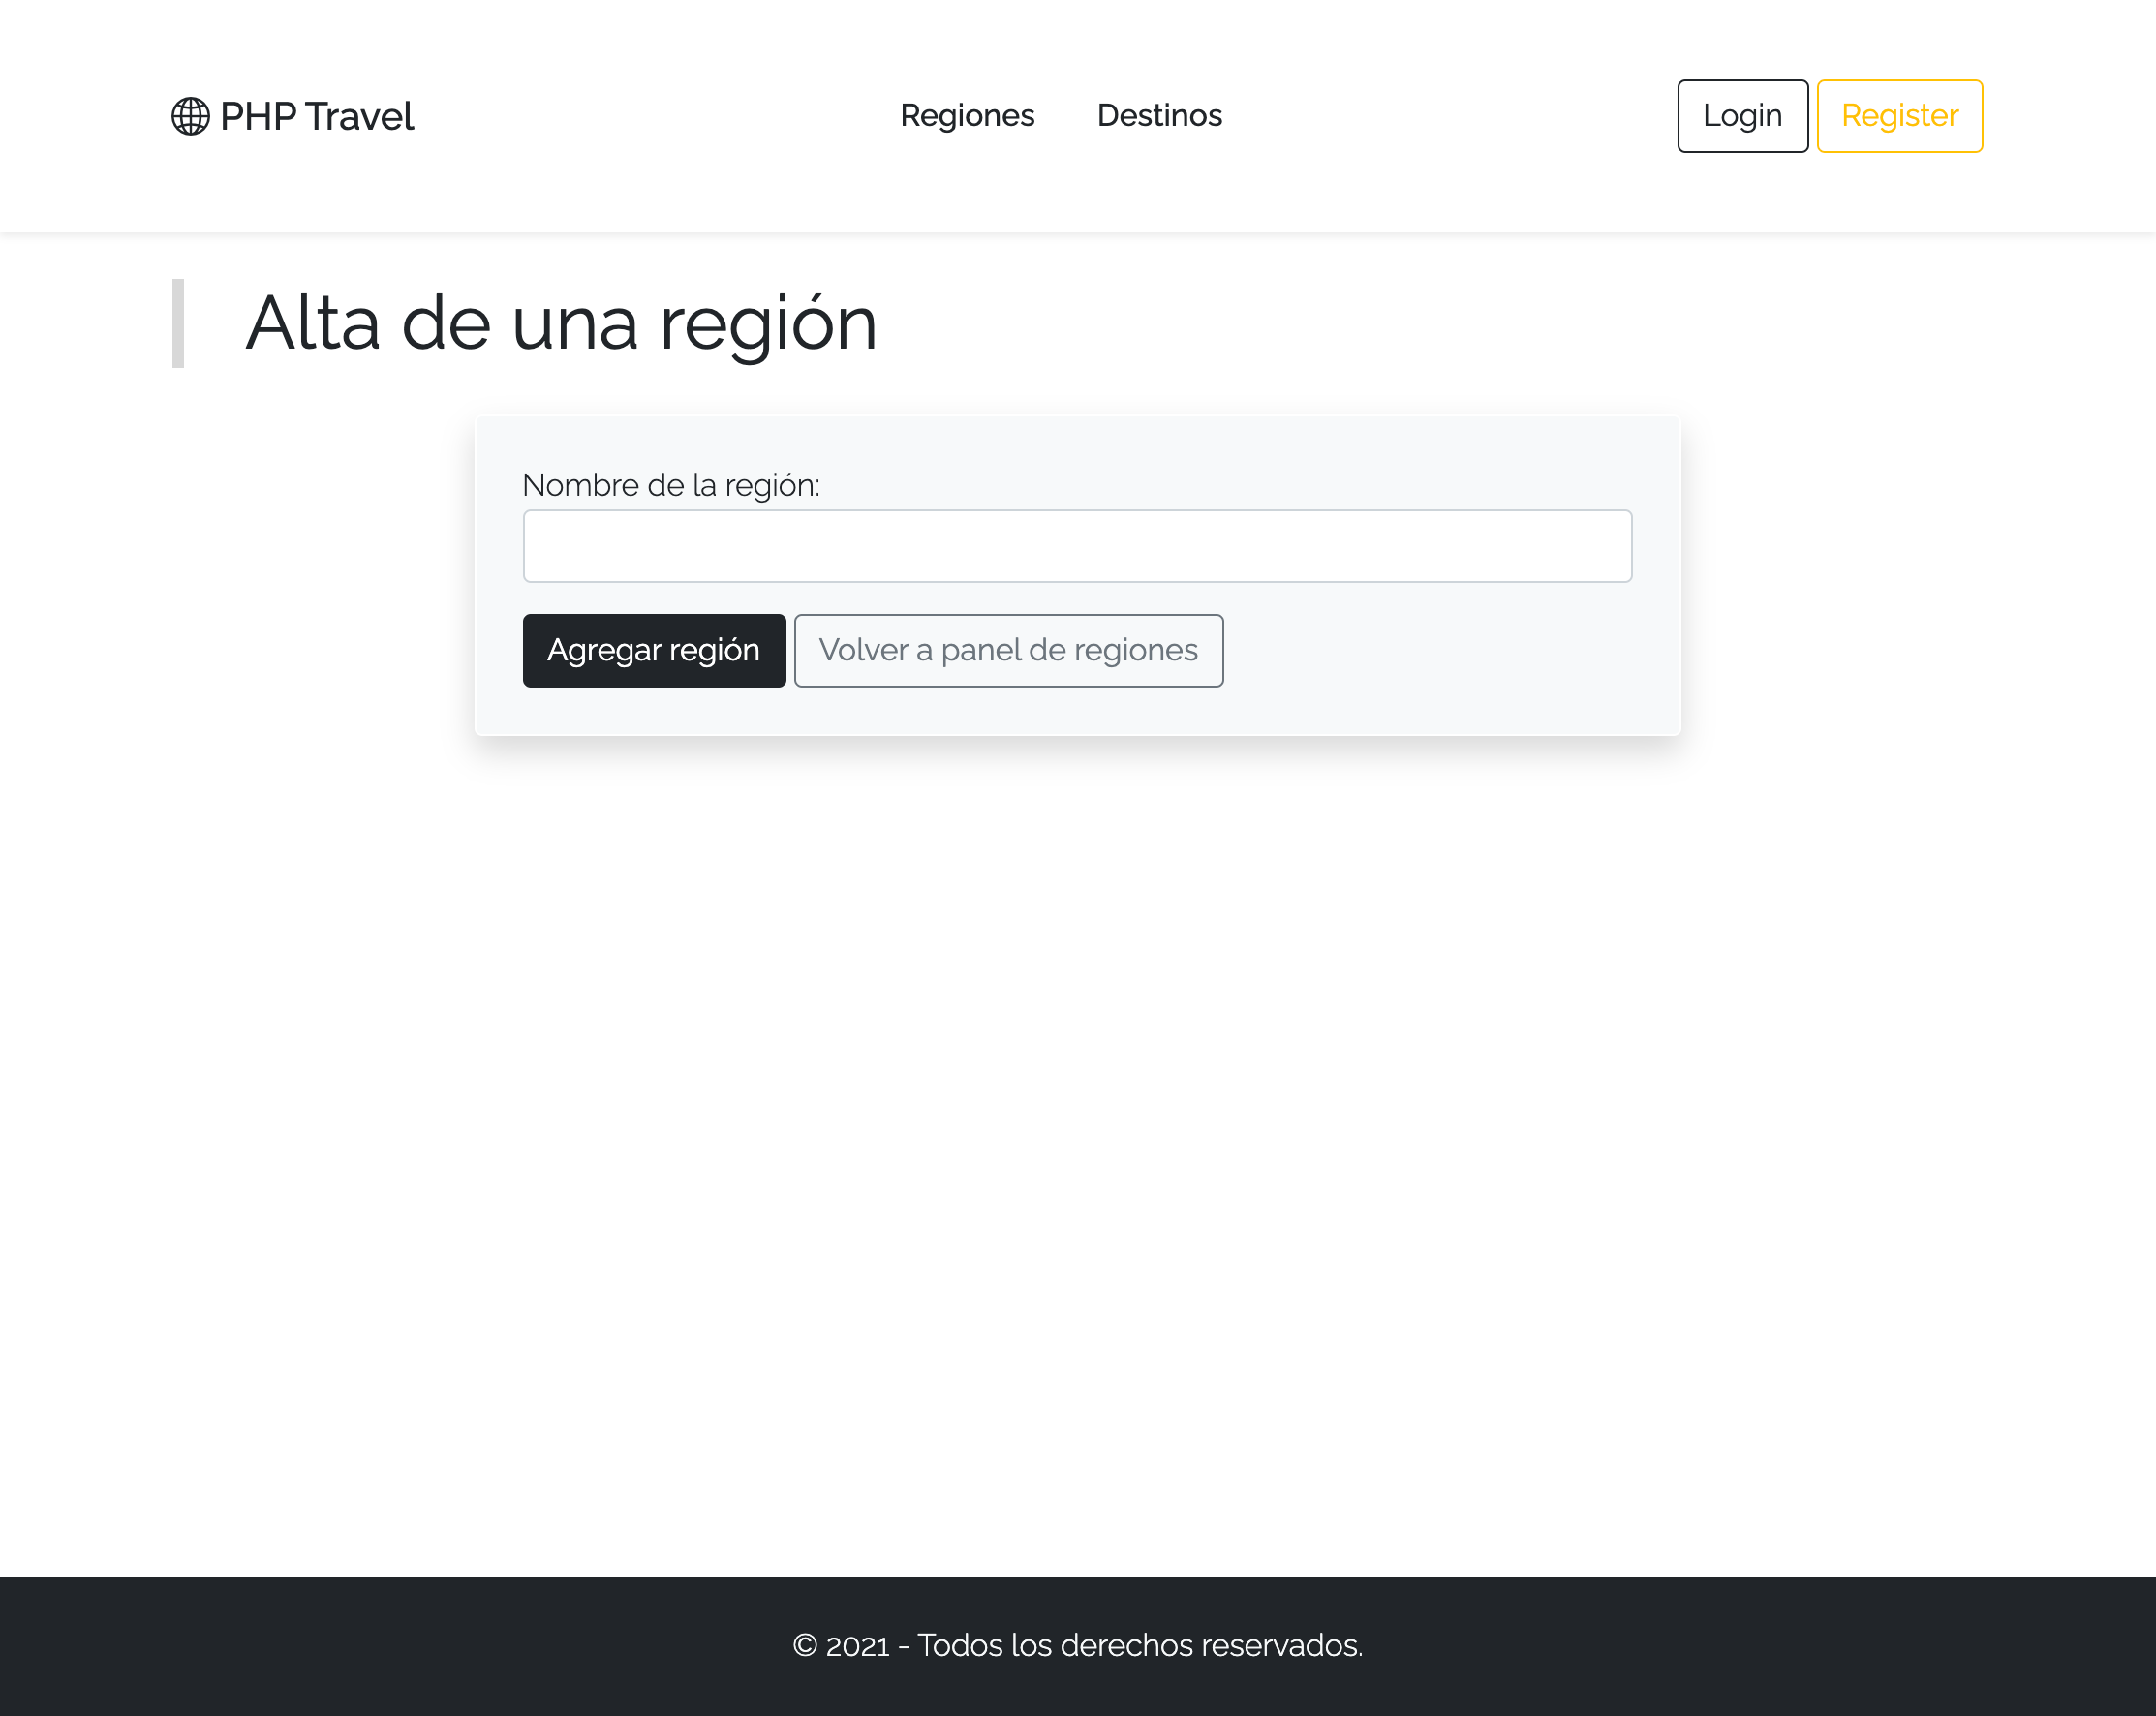 PHP Travel
Regiones
Destinos
Login
Register
Alta de una región
Nombre de la región:
Agregar región
Volver a panel de regiones
© 2021 - Todos los derechos reservados.